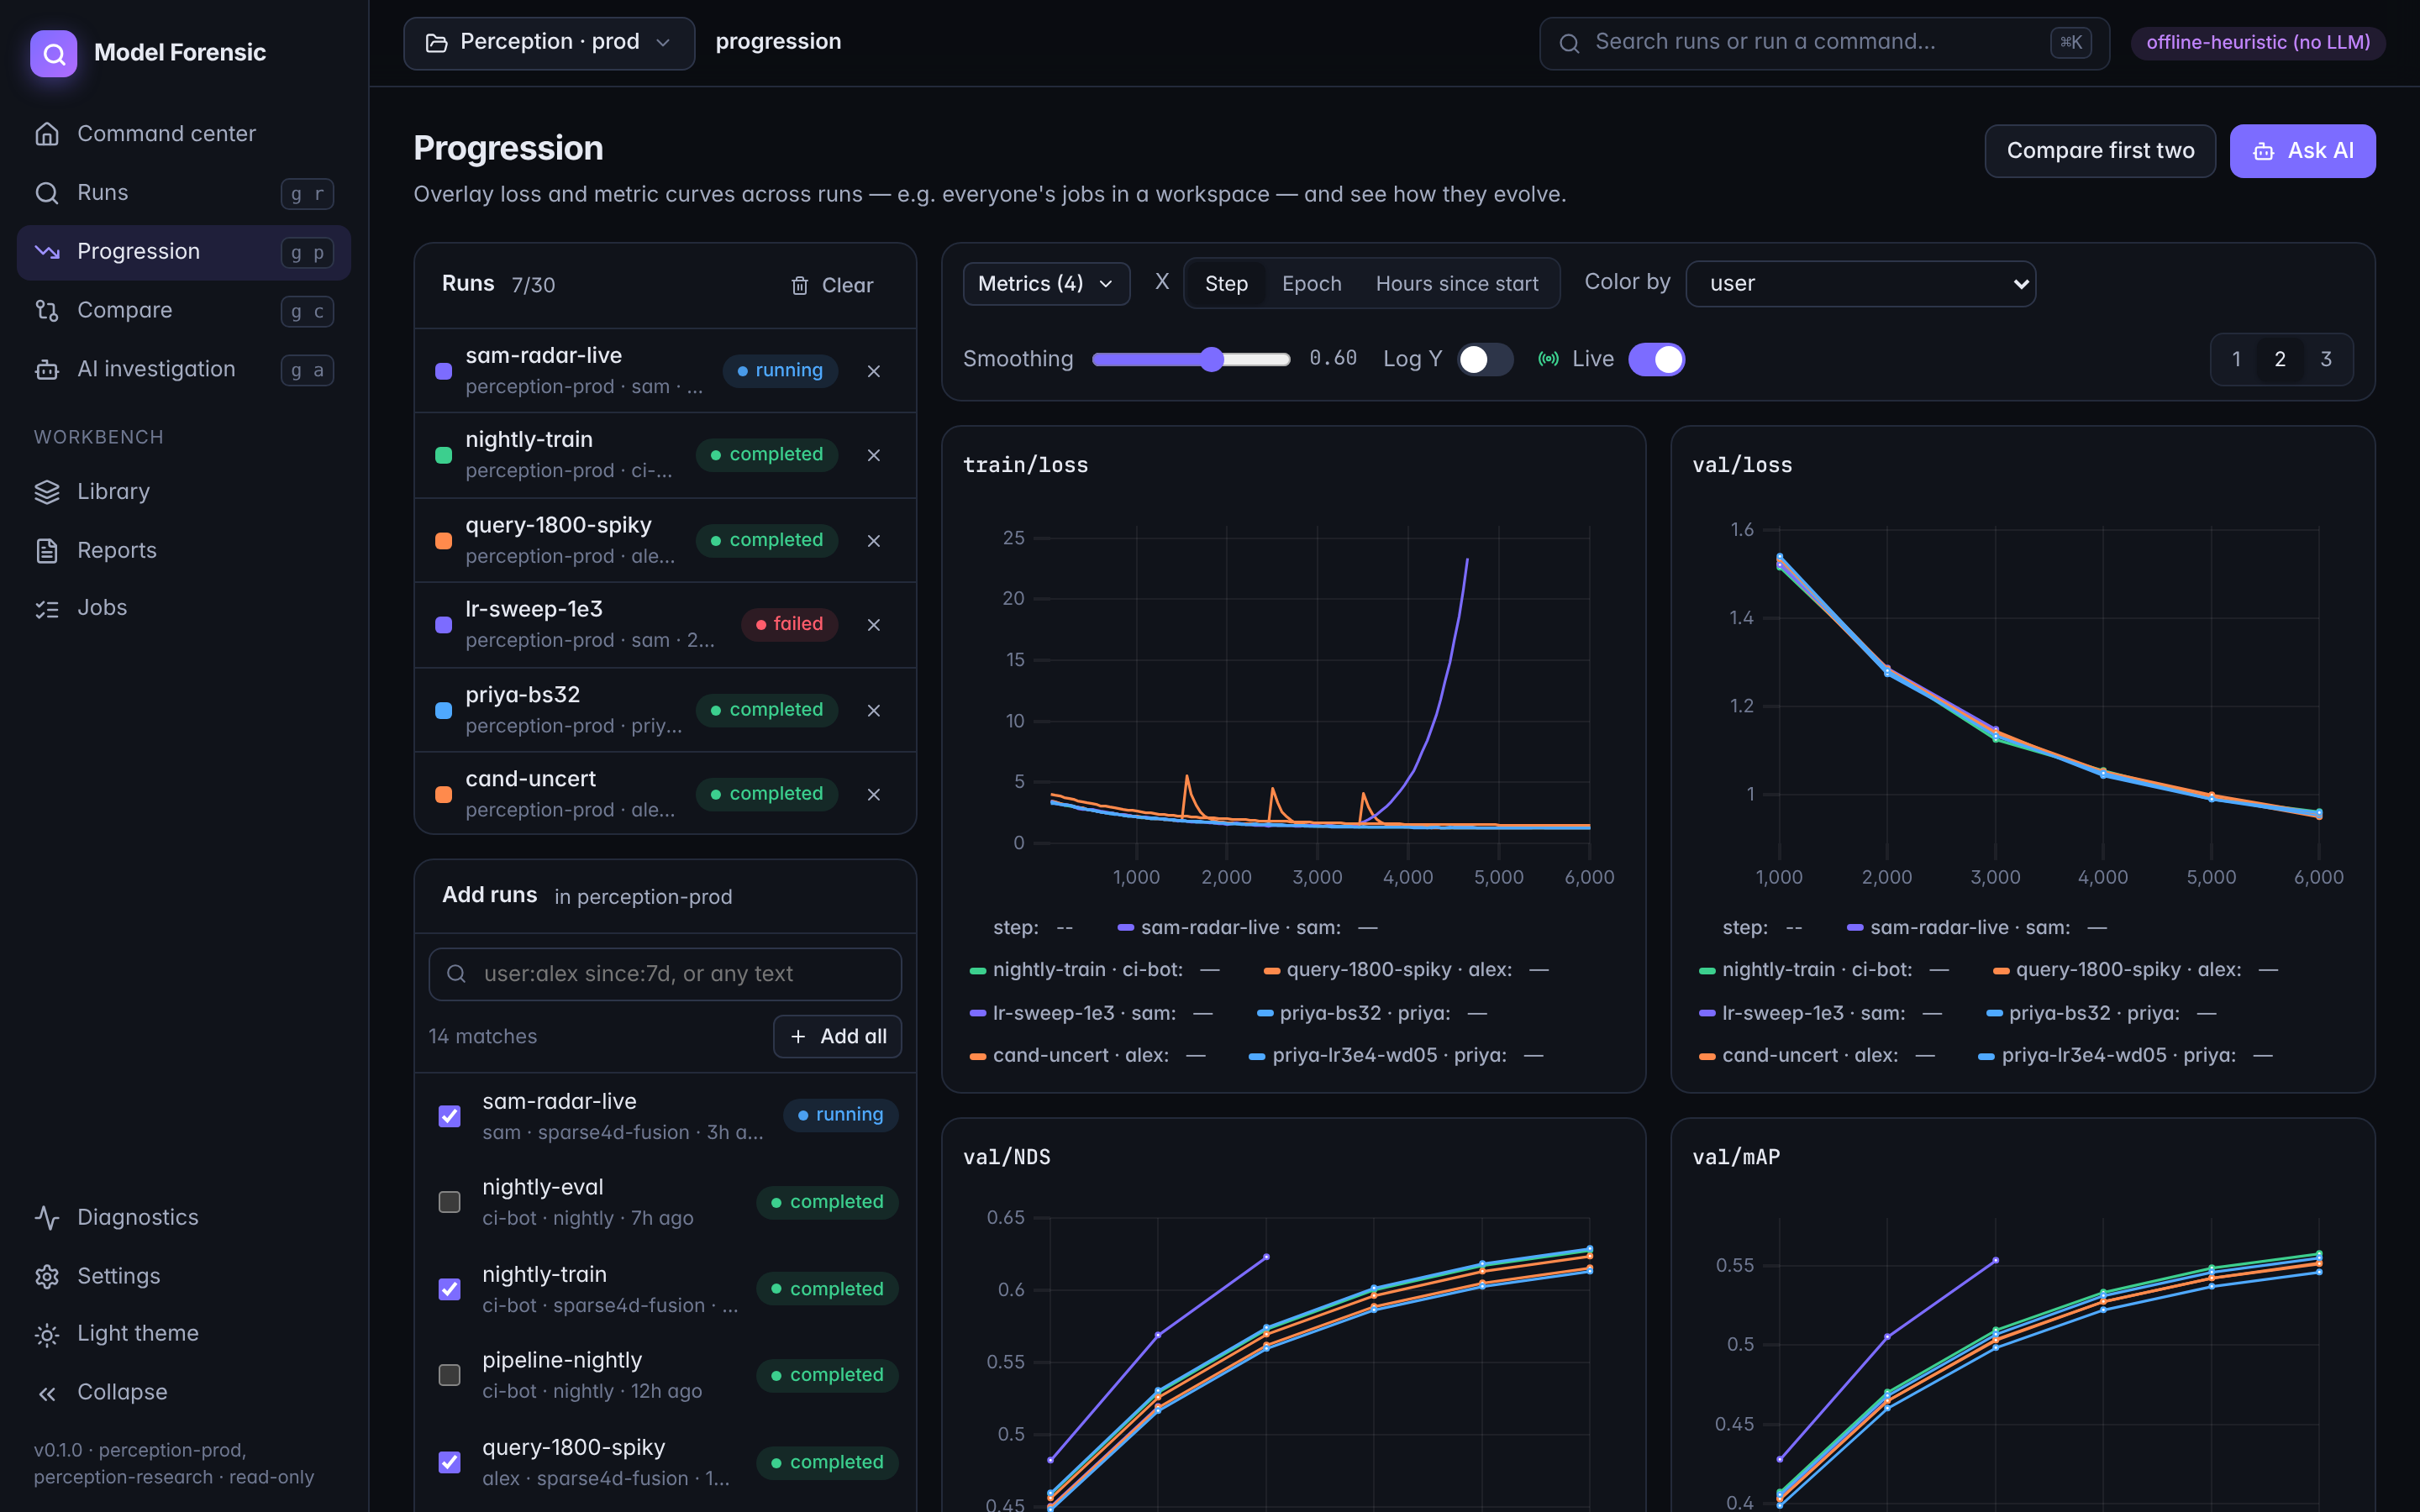 Model Forensic
Command center
Runs g r
Progression g p
Compare g c
AI investigation g a
WORKBENCH
Library
Reports
Jobs
Diagnostics
Settings
Light theme
Collapse
v0.1.0 · perception-prod,
perception-research · read-only
Perception · prod
progression
Search runs or run a command... ⌘K
offline-heuristic (no LLM)
Progression
Overlay loss and metric curves across runs — e.g. everyone's jobs in a workspace — and see how they evolve.
Compare first two
Ask AI
Runs 7/30 Clear
sam-radar-live
perception-prod · sam · ...
running
nightly-train
perception-prod · ci-...
completed
query-1800-spiky
perception-prod · ale...
completed
lr-sweep-1e3
perception-prod · sam · 2...
failed
priya-bs32
perception-prod · priy...
completed
cand-uncert
perception-prod · ale...
completed
Add runs in perception-prod
user:alex since:7d, or any text
14 matches
Add all
sam-radar-live
sam · sparse4d-fusion · 3h a...
running
nightly-eval
ci-bot · nightly · 7h ago
completed
nightly-train
ci-bot · sparse4d-fusion · ...
completed
pipeline-nightly
ci-bot · nightly · 12h ago
completed
query-1800-spiky
alex · sparse4d-fusion · 1...
completed
Metrics (4) X Step Epoch Hours since start Color by user
Smoothing 0.60 Log Y Live 1 2 3
train/loss
25
20
15
10
5
0
1,000 2,000 3,000 4,000 5,000 6,000
step: -- sam-radar-live · sam: —
nightly-train · ci-bot: — query-1800-spiky · alex: —
lr-sweep-1e3 · sam: — priya-bs32 · priya: —
cand-uncert · alex: — priya-lr3e4-wd05 · priya: —
val/loss
1.6
1.4
1.2
1
1,000 2,000 3,000 4,000 5,000 6,000
step: -- sam-radar-live · sam: —
nightly-train · ci-bot: — query-1800-spiky · alex: —
lr-sweep-1e3 · sam: — priya-bs32 · priya: —
cand-uncert · alex: — priya-lr3e4-wd05 · priya: —
val/NDS
0.65
0.6
0.55
0.5
0.45
val/mAP
0.55
0.5
0.45
0.4